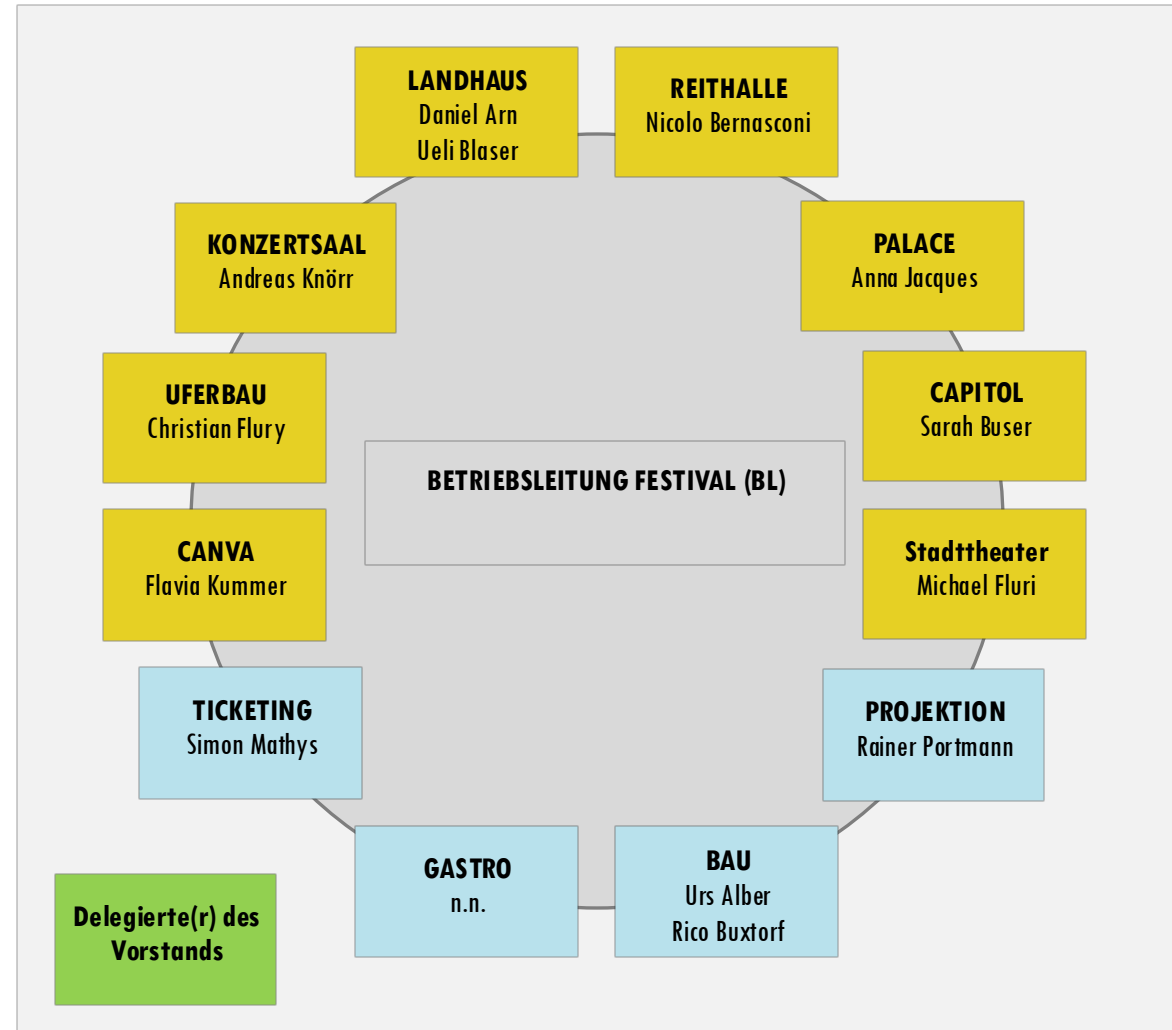 LANDHAUS
Daniel Arn
Ueli Blaser
REITHALLE
Nicolo Bernasconi
KONZERTSAAL
Andreas Knörr
PALACE
Anna Jacques
UFERBAU
Christian Flury
CAPITOL
Sarah Buser
BETRIEBSLEITUNG FESTIVAL (BL)
CANVA
Flavia Kummer
Stadttheater
Michael Fluri
TICKETING
Simon Mathys
PROJEKTION
Rainer Portmann
GASTRO
n.n.
BAU
Urs Alber
Rico Buxtorf
Delegierte(r) des
Vorstands